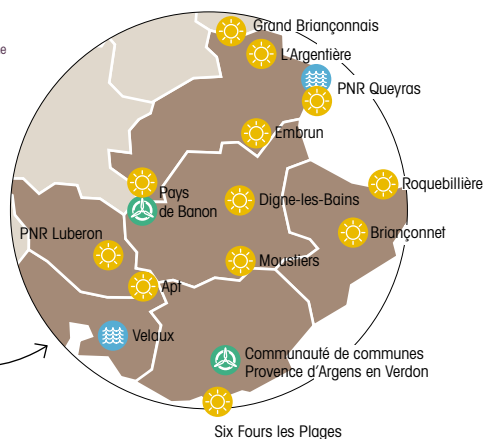 Grand Briançonnais
e
L'Argentière
PNR Queyras
Embrun
Roquebillière
Pays
de Banon
Digne-les-Bains
PNR Luberon
Briançonnet
Moustiers
Apt
Velaux
Communauté de communes
Provence d'Argens en Verdon
Six Fours les Plages